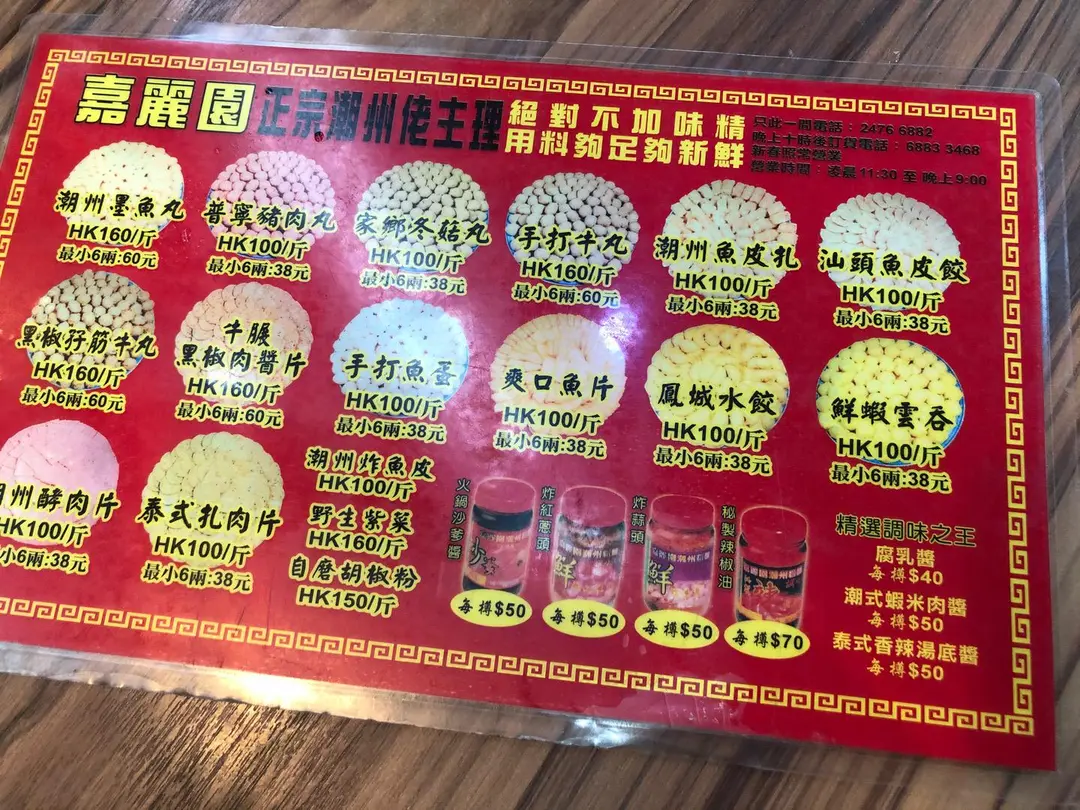 嘉麗園 正宗潮州佬主理
絕對不加味精
用料夠足夠新鮮
只此一間電話：2476 6882
晚上十時後訂貨電話：6883 3468
新春照常營業
營業時間：凌晨11:30 至 晚上9:00
潮州墨魚丸
HK160/斤
最小6兩:60元
普寧豬肉丸
HK100/斤
最小6兩:38元
家鄉冬菇丸
HK100/斤
最小6兩:38元
手打牛丸
HK160/斤
最小6兩:60元
潮州魚皮乳
HK100/斤
最小6兩:38元
汕頭魚皮餃
HK100/斤
最小6兩:38元
黑椒孖筋牛丸
HK160/斤
最小6兩:60元
牛𦟌
黑椒肉醬片
HK160/斤
最小6兩:60元
手打魚蛋
HK100/斤
最小6兩:38元
爽口魚片
HK100/斤
最小6兩:38元
鳳城水餃
HK100/斤
最小6兩:38元
鮮蝦雲吞
HK100/斤
最小6兩:38元
州酵肉片
HK100/斤
小6兩:38元
泰式扎肉片
HK100/斤
最小6兩:38元
潮州炸魚皮
HK100/斤
野生紫菜
HK160/斤
自磨胡椒粉
HK150/斤
火鍋沙爹醬
每樽$50
炸紅蔥頭
每樽$50
炸蒜頭
每樽$50
秘製辣椒油
每樽$70
精選調味之王
腐乳醬
每樽$40
潮式蝦米肉醬
每樽$50
泰式香辣湯底醬
每樽$50